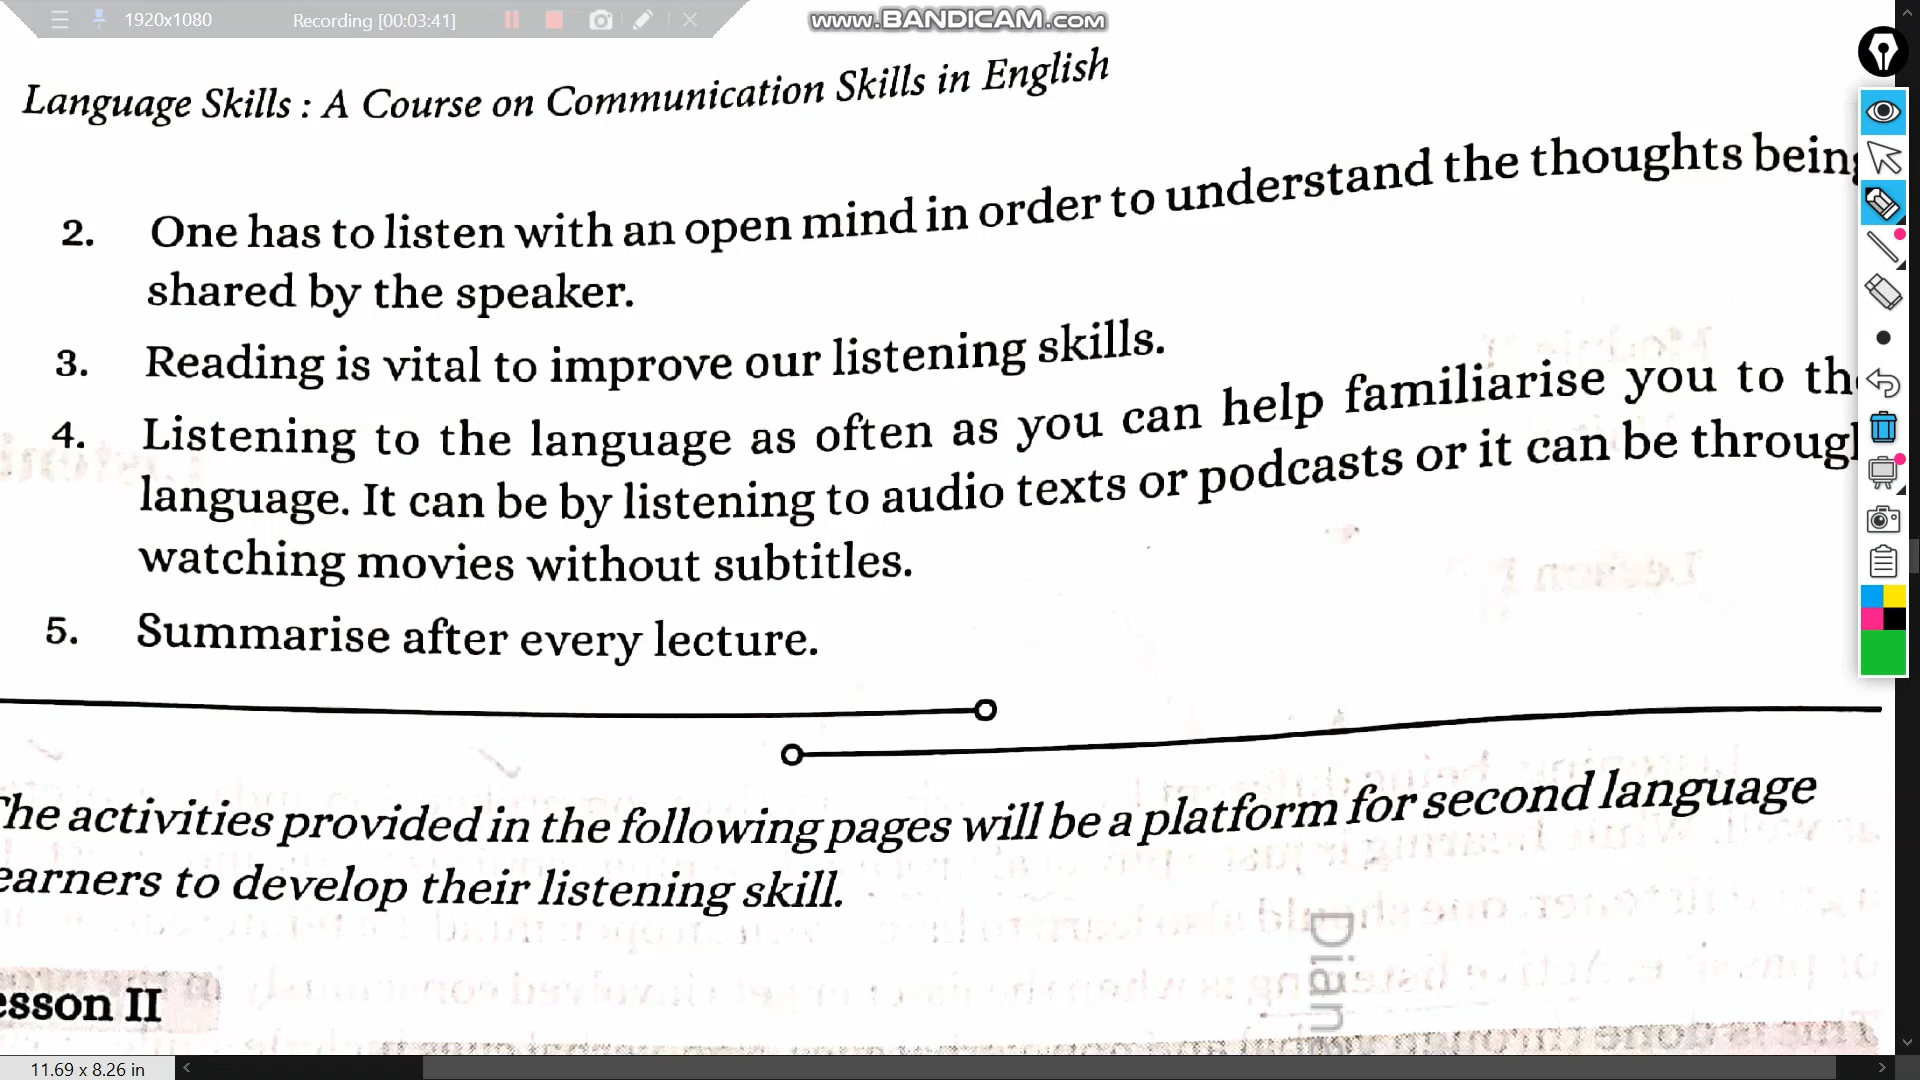 1920x1080 Recording [00:03:41] www.BANDICAM.com
Language Skills : A Course on Communication Skills in English
2. One has to listen with an open mind in order to understand the thoughts being
shared by the speaker.
3. Reading is vital to improve our listening skills.
4. Listening to the language as often as you can help familiarise you to the
language. It can be by listening to audio texts or podcasts or it can be through
watching movies without subtitles.
5. Summarise after every lecture.
The activities provided in the following pages will be a platform for second language
earners to develop their listening skill.
esson II
Dian
11.69 x 8.26 in